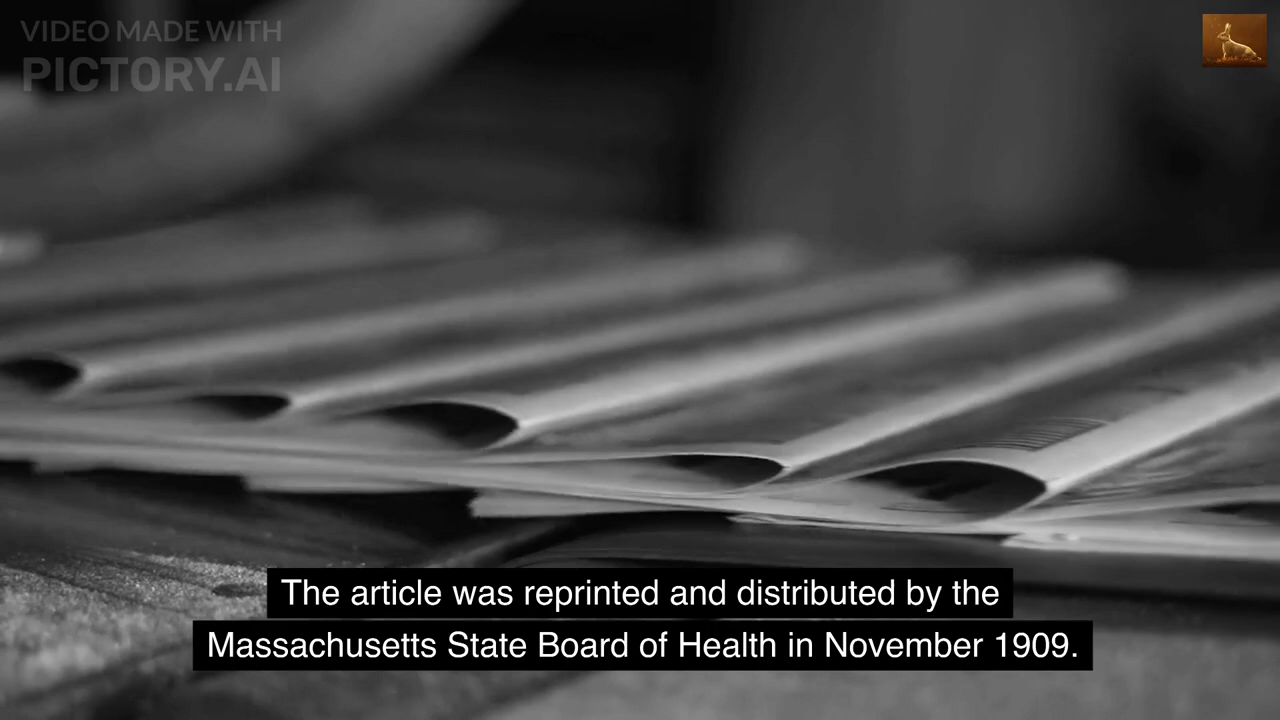 VIDEO MADE WITH
PICTORY.AI
The article was reprinted and distributed by the
Massachusetts State Board of Health in November 1909.